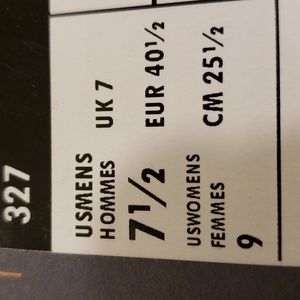 327
USMENS
HOMMES
7½
UK 7
EUR 40½
USWOMENS
FEMMES
9
CM 25½